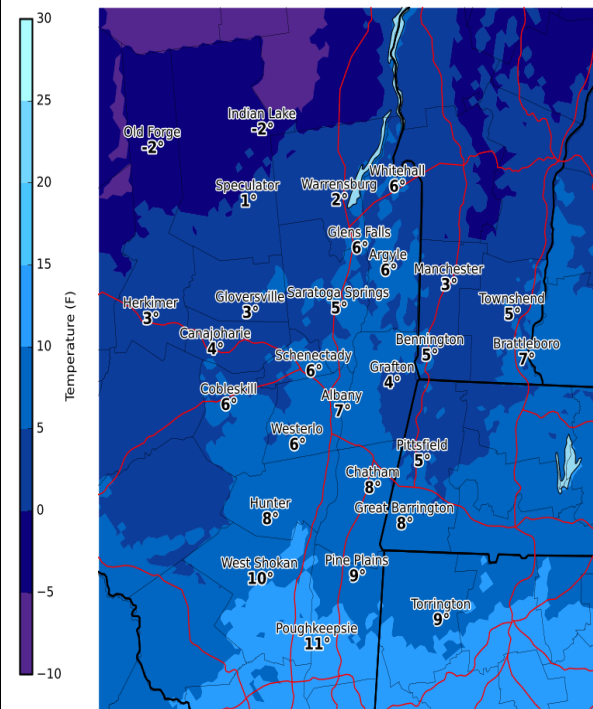 30
25
20
15
10
5
0
−5
−10
Temperature (F)
Indian Lake
-2°
Old Forge
-2°
Whitehall
6°
Speculator
1°
Warrensburg
2°
Glens Falls
6°
Argyle
6°
Manchester
3°
Saratoga Springs
5°
Gloversville
3°
Townshend
5°
Herkimer
3°
Canajoharie
4°
Bennington
5°
Brattleboro
7°
Schenectady
6°
Grafton
4°
Cobleskill
6°
Albany
7°
Westerlo
6°
Pittsfield
5°
Chatham
8°
Hunter
8°
Great Barrington
8°
West Shokan
10°
Pine Plains
9°
Torrington
9°
Poughkeepsie
11°